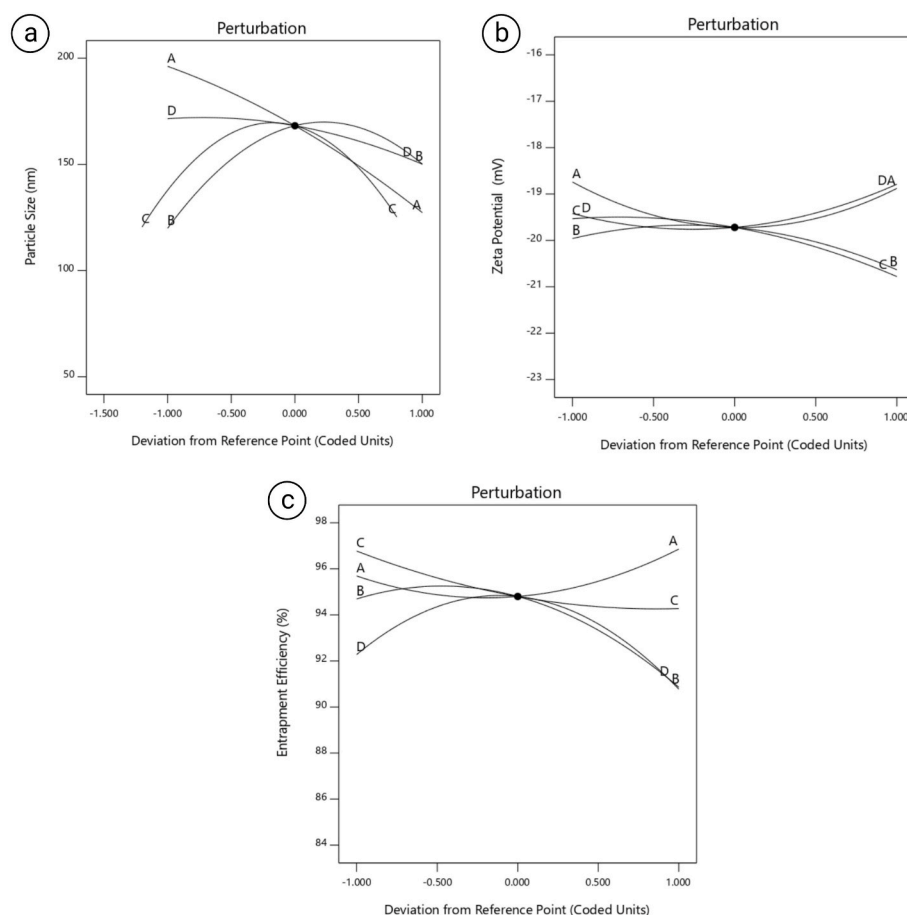 a
Perturbation
200
150
100
50
Particle Size (nm)
A
D
C
B
D
B
A
C
-1.500
-1.000
-0.500
0.000
0.500
1.000
Deviation from Reference Point (Coded Units)
b
Perturbation
-16
-17
-18
-19
-20
-21
-22
-23
Zeta Potential (mV)
A
C
D
B
DA
C
B
-1.000
-0.500
0.000
0.500
1.000
Deviation from Reference Point (Coded Units)
c
Perturbation
98
96
94
92
90
88
86
84
Entrapment Efficiency (%)
C
A
B
D
A
C
D
B
-1.000
-0.500
0.000
0.500
1.000
Deviation from Reference Point (Coded Units)